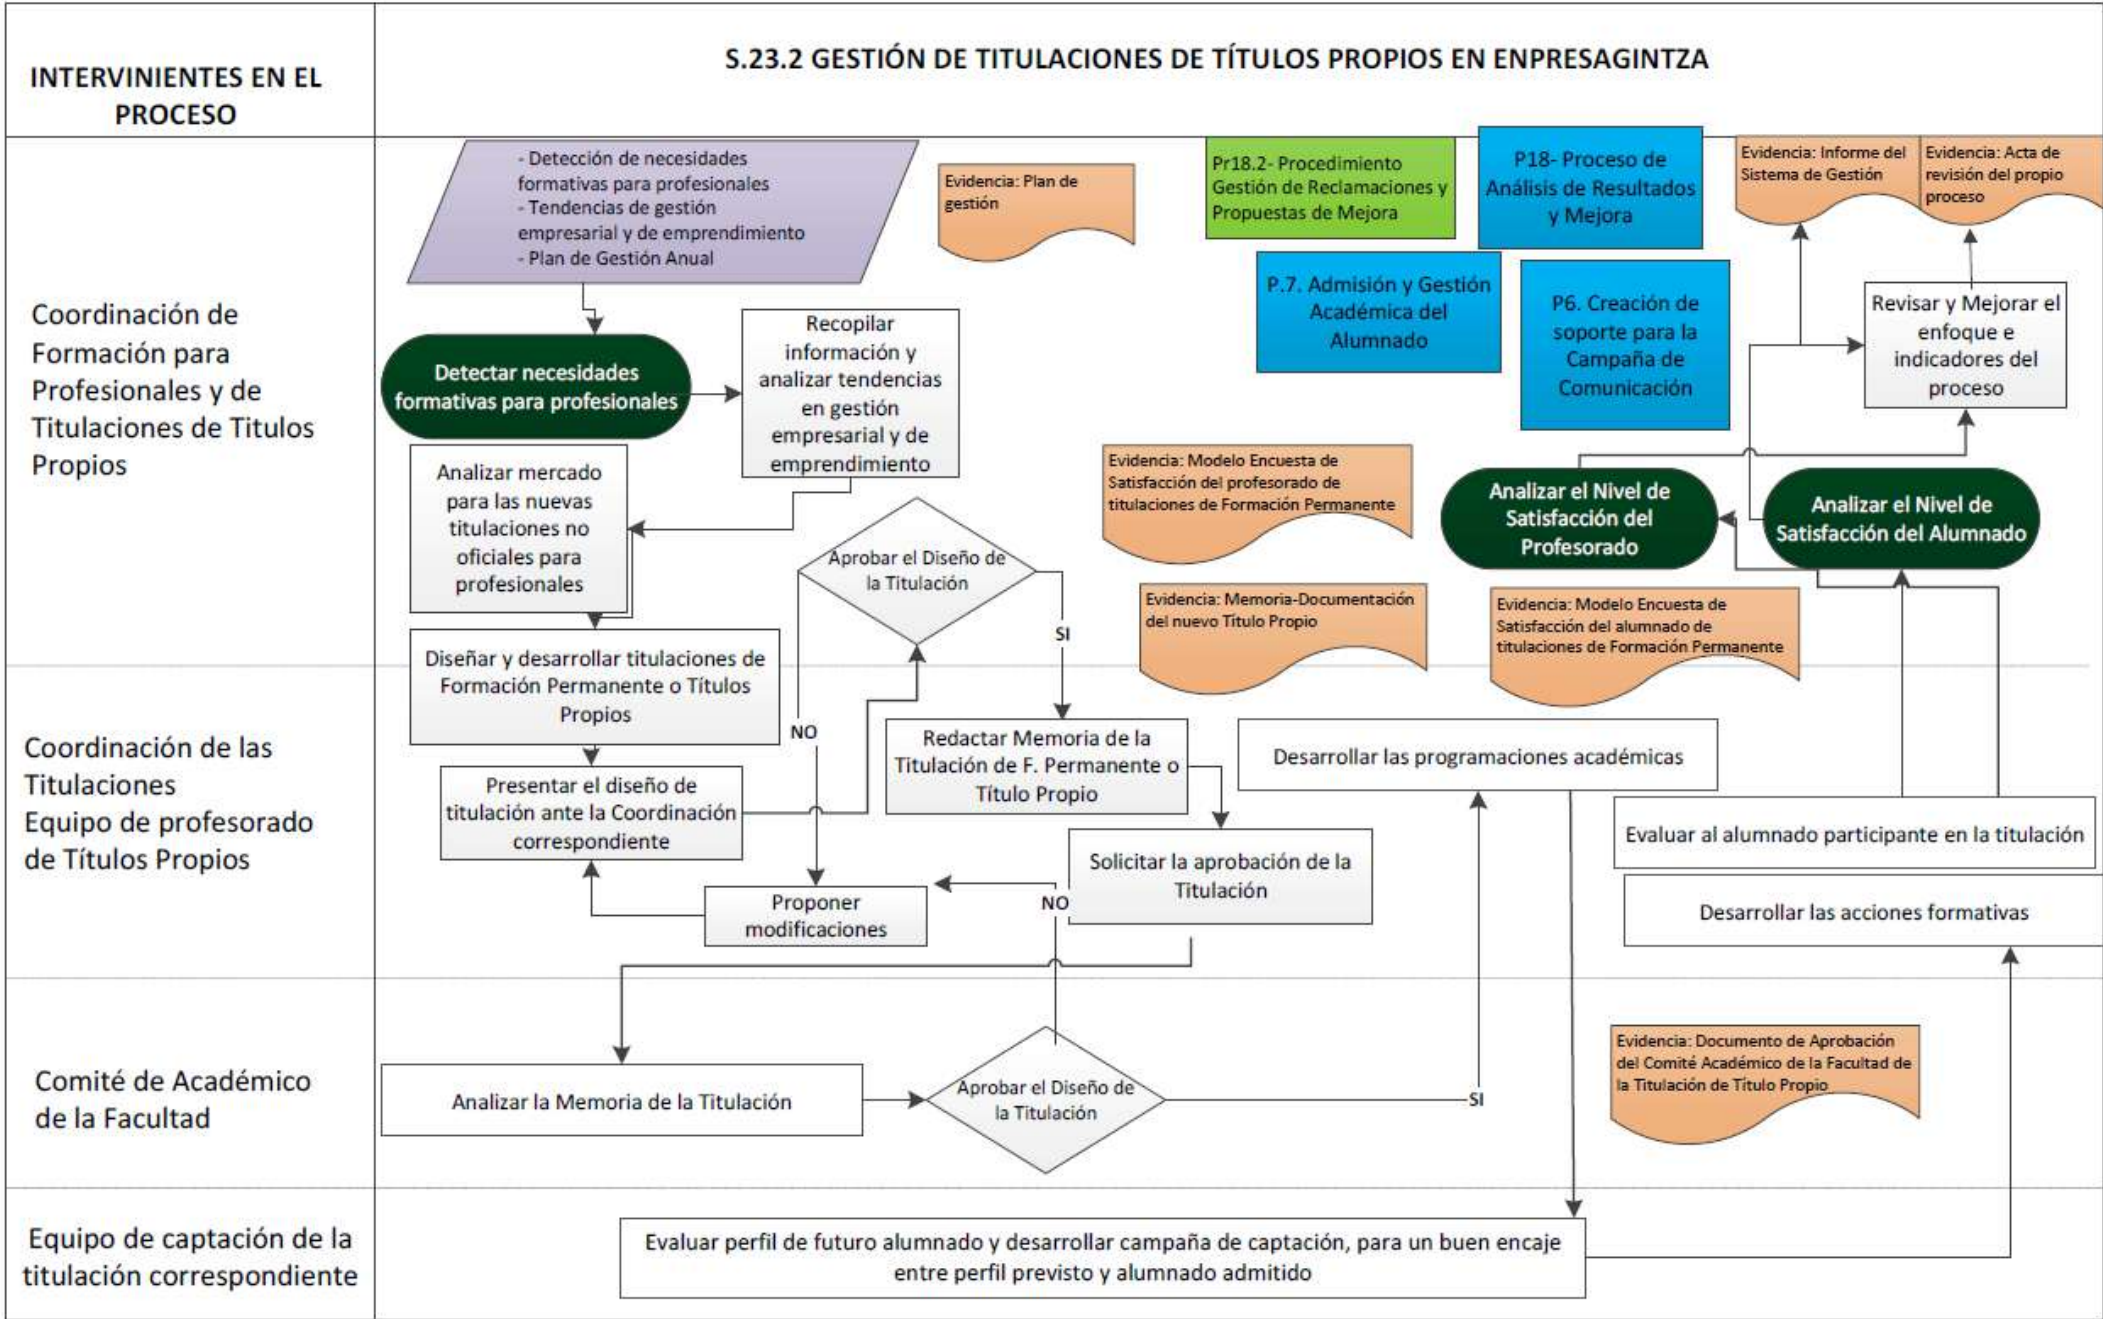 INTERVINIENTES EN EL
PROCESO
S.23.2 GESTIÓN DE TITULACIONES DE TÍTULOS PROPIOS EN ENPRESAGINTZA
Coordinación de
Formación para
Profesionales y de
Titulaciones de Titulos
Propios
- Detección de necesidades
formativas para profesionales
- Tendencias de gestión
empresarial y de emprendimiento
- Plan de Gestión Anual
Evidencia: Plan de
gestión
Pr18.2- Procedimiento
Gestión de Reclamaciones y
Propuestas de Mejora
P18- Proceso de
Análisis de Resultados
y Mejora
Evidencia: Informe del
Sistema de Gestión
Evidencia: Acta de
revisión del propio
proceso
P.7. Admisión y Gestión
Académica del
Alumnado
P6. Creación de
soporte para la
Campaña de
Comunicación
Revisar y Mejorar el
enfoque e
indicadores del
proceso
Detectar necesidades
formativas para profesionales
Recopilar
información y
analizar tendencias
en gestión
empresarial y de
emprendimiento
Analizar mercado
para las nuevas
titulaciones no
oficiales para
profesionales
Aprobar el Diseño de
la Titulación
SI
NO
Evidencia: Modelo Encuesta de
Satisfacción del profesorado de
titulaciones de Formación Permanente
Analizar el Nivel de
Satisfacción del
Profesorado
Analizar el Nivel de
Satisfacción del Alumnado
Evidencia: Memoria-Documentación
del nuevo Título Propio
Evidencia: Modelo Encuesta de
Satisfacción del alumnado de
titulaciones de Formación Permanente
Diseñar y desarrollar titulaciones de
Formación Permanente o Títulos
Propios
Coordinación de las
Titulaciones
Equipo de profesorado
de Títulos Propios
Presentar el diseño de
titulación ante la Coordinación
correspondiente
Redactar Memoria de la
Titulación de F. Permanente o
Título Propio
Desarrollar las programaciones académicas
Solicitar la aprobación de la
Titulación
NO
Proponer
modificaciones
Evaluar al alumnado participante en la titulación
Desarrollar las acciones formativas
Comité de Académico
de la Facultad
Analizar la Memoria de la Titulación
Aprobar el Diseño de
la Titulación
SI
Evidencia: Documento de Aprobación
del Comité Académico de la Facultad de
la Titulación de Título Propio
Equipo de captación de la
titulación correspondiente
Evaluar perfil de futuro alumnado y desarrollar campaña de captación, para un buen encaje
entre perfil previsto y alumnado admitido